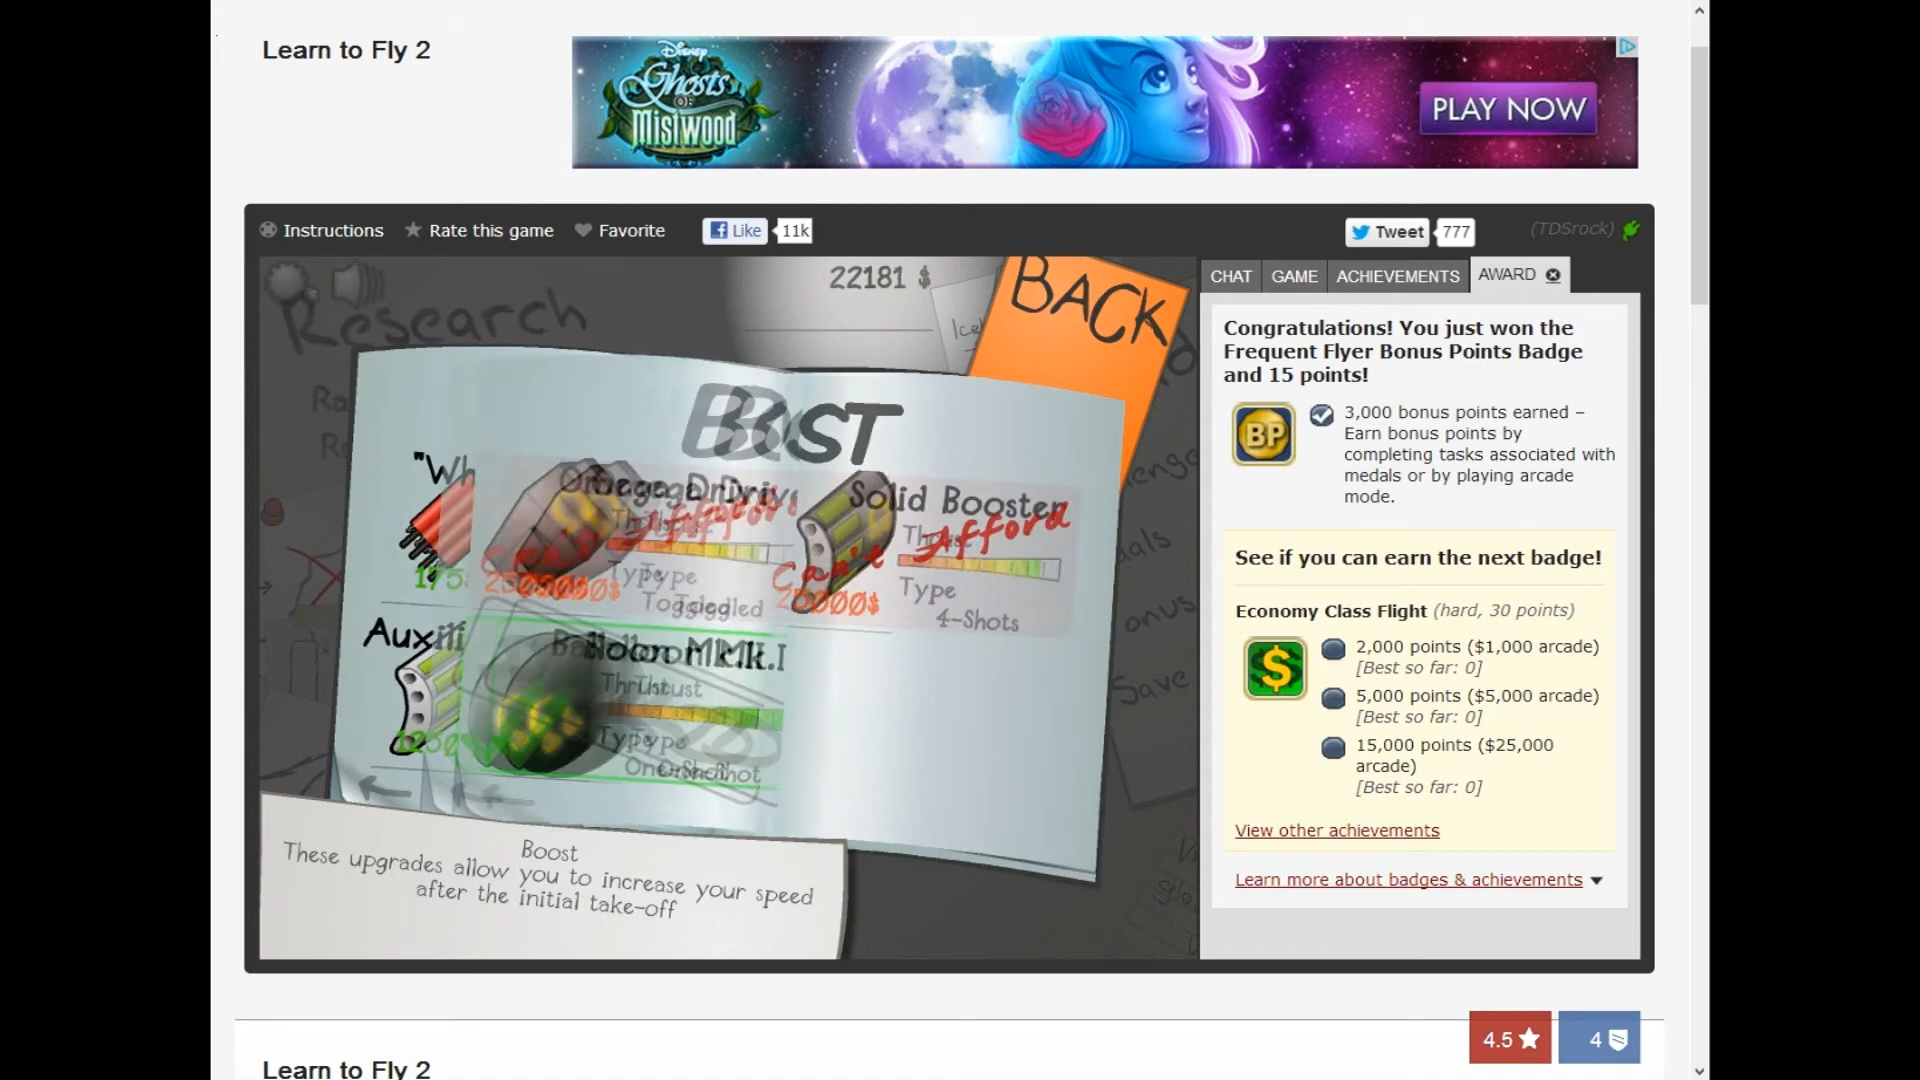 Learn to Fly 2
Disney
Ghosts
OF
Mistwood
PLAY NOW
Instructions
Rate this game
Favorite
Like
11k
Tweet
777
(TDSrock)
Research
22181 $
BACK
CHAT
GAME
ACHIEVEMENTS
AWARD
Congratulations! You just won the
Frequent Flyer Bonus Points Badge
and 15 points!
BP
3,000 bonus points earned –
Earn bonus points by
completing tasks associated with
medals or by playing arcade
mode.
Solid Booster
Can't Afford
25000$
Type
4-Shots
See if you can earn the next badge!
Economy Class Flight (hard, 30 points)
$
2,000 points ($1,000 arcade)
[Best so far: 0]
5,000 points ($5,000 arcade)
[Best so far: 0]
15,000 points ($25,000
arcade)
[Best so far: 0]
View other achievements
Learn more about badges & achievements
Save
Boost
These upgrades allow you to increase your speed
after the initial take-off
4.5
4
Learn to Fly 2